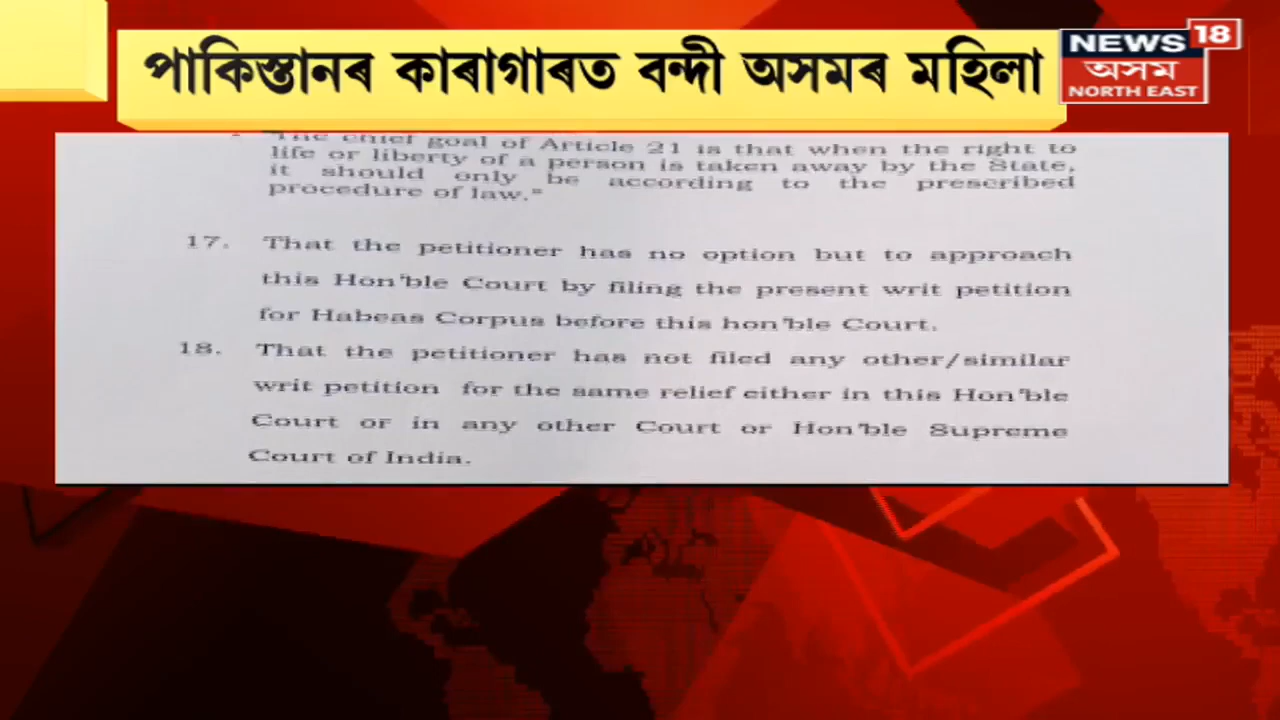 পাকিস্তানৰ কাৰাগাৰত বন্দী অসমৰ মহিলা
NEWS 18
অসম
NORTH EAST
"The chief goal of Article 21 is that when the right to
life or liberty of a person is taken away by the State,
it should only be according to the prescribed
procedure of law."
17. That the petitioner has no option but to approach
this Hon'ble Court by filing the present writ petition
for Habeas Corpus before this hon'ble Court.
18. That the petitioner has not filed any other/similar
writ petition for the same relief either in this Hon'ble
Court or in any other Court or Hon'ble Supreme
Court of India.